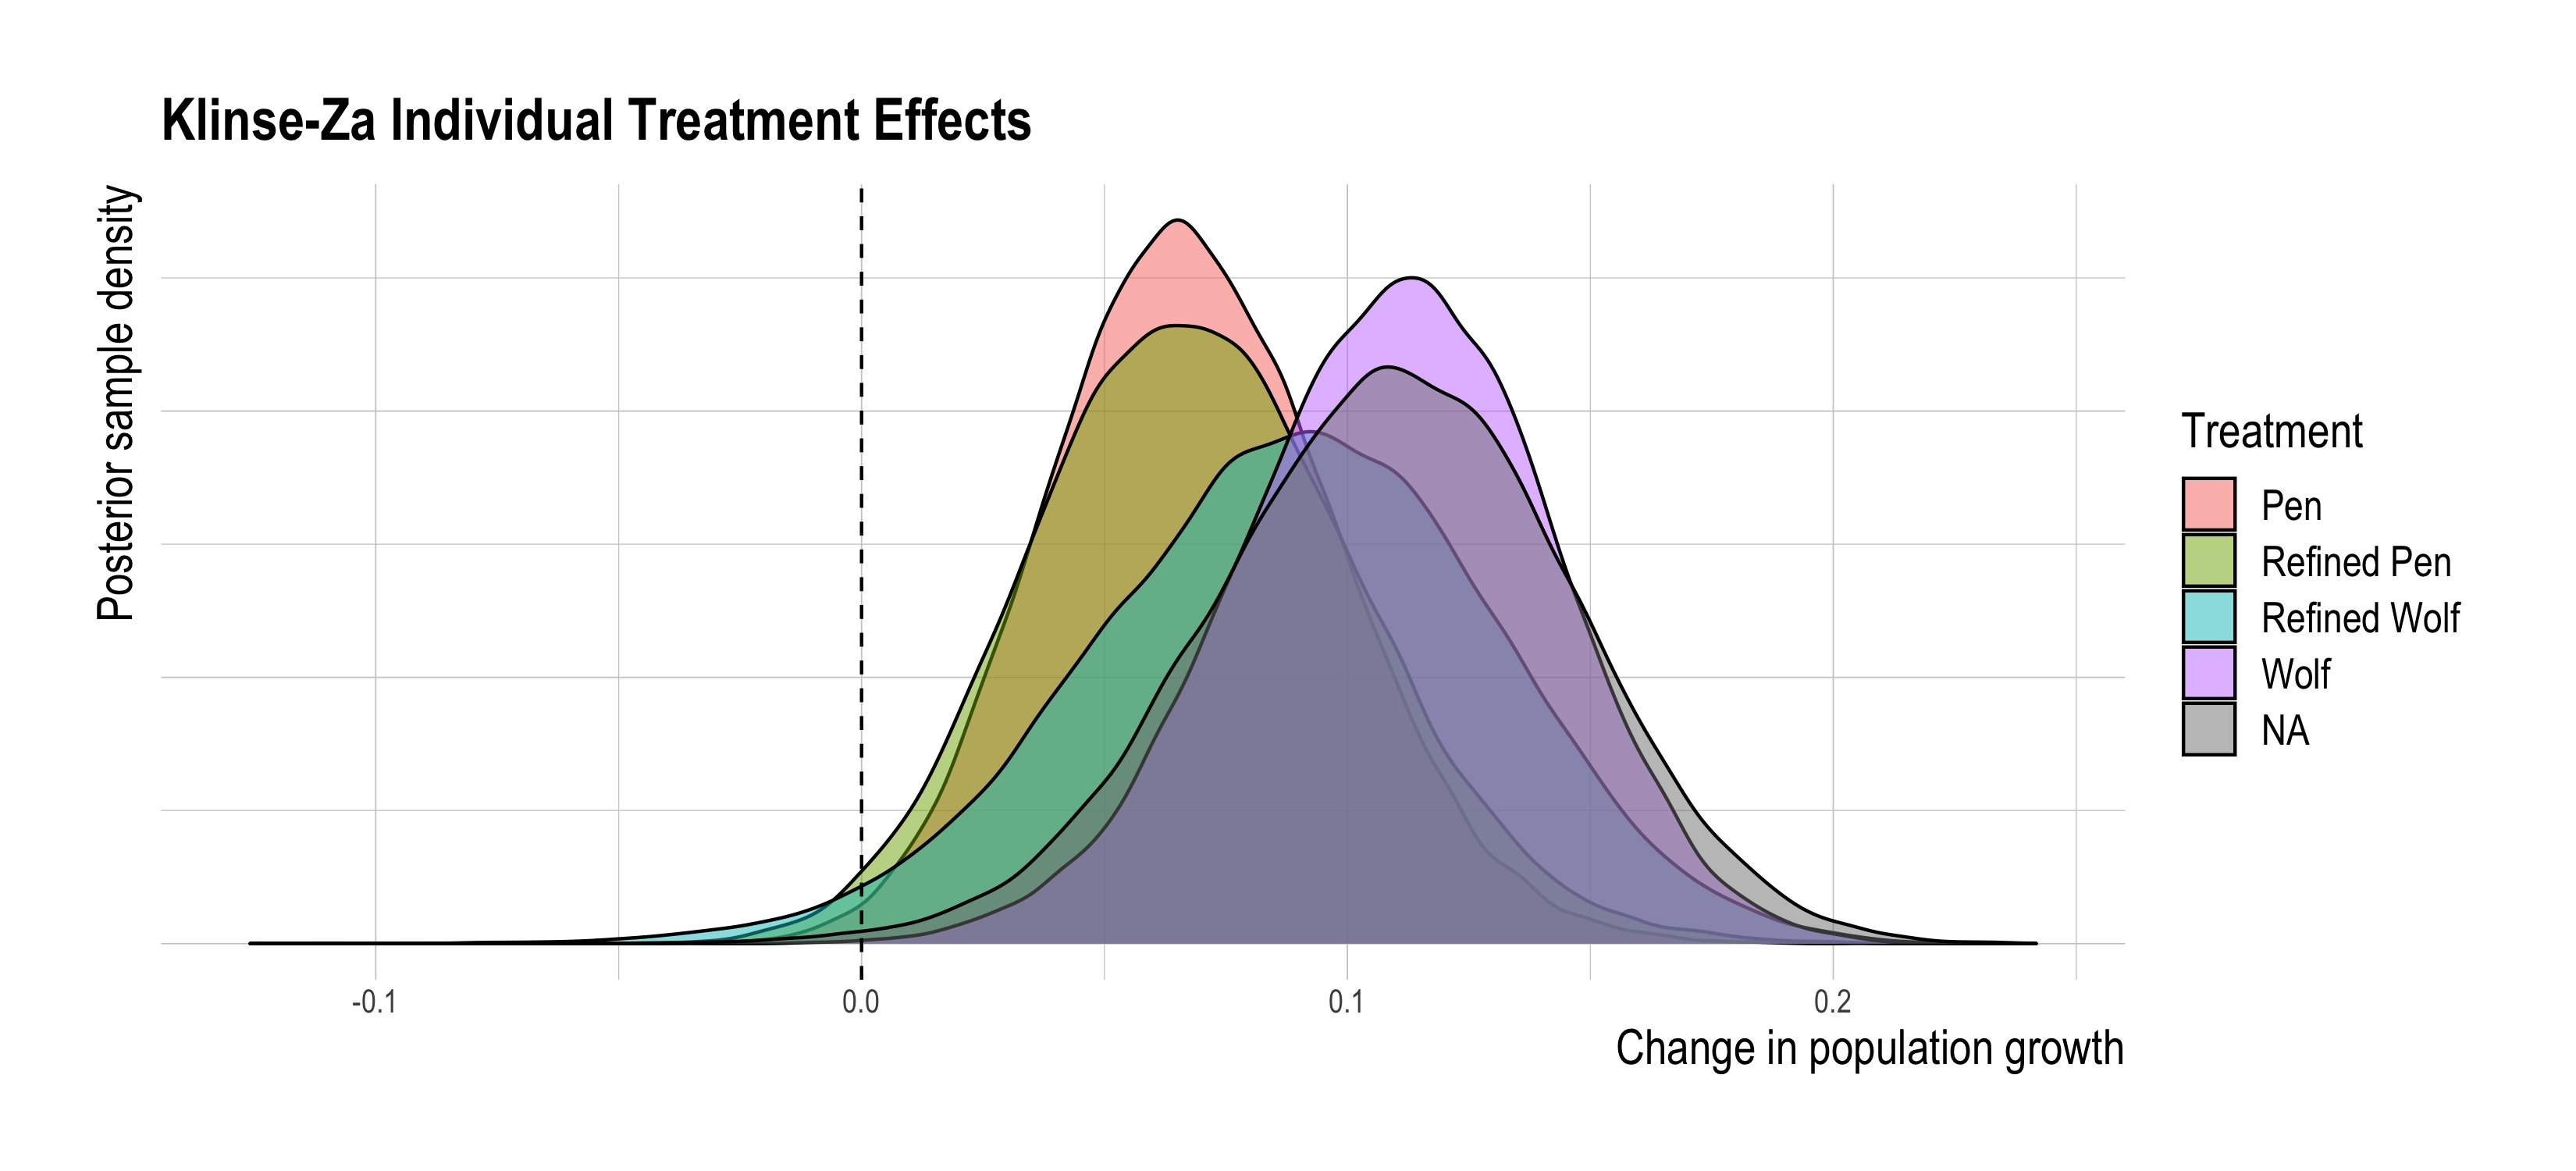 Klinse-Za Individual Treatment Effects
Posterior sample density
Treatment
Pen
Refined Pen
Refined Wolf
Wolf
NA
-0.1
0.0
0.1
0.2
Change in population growth